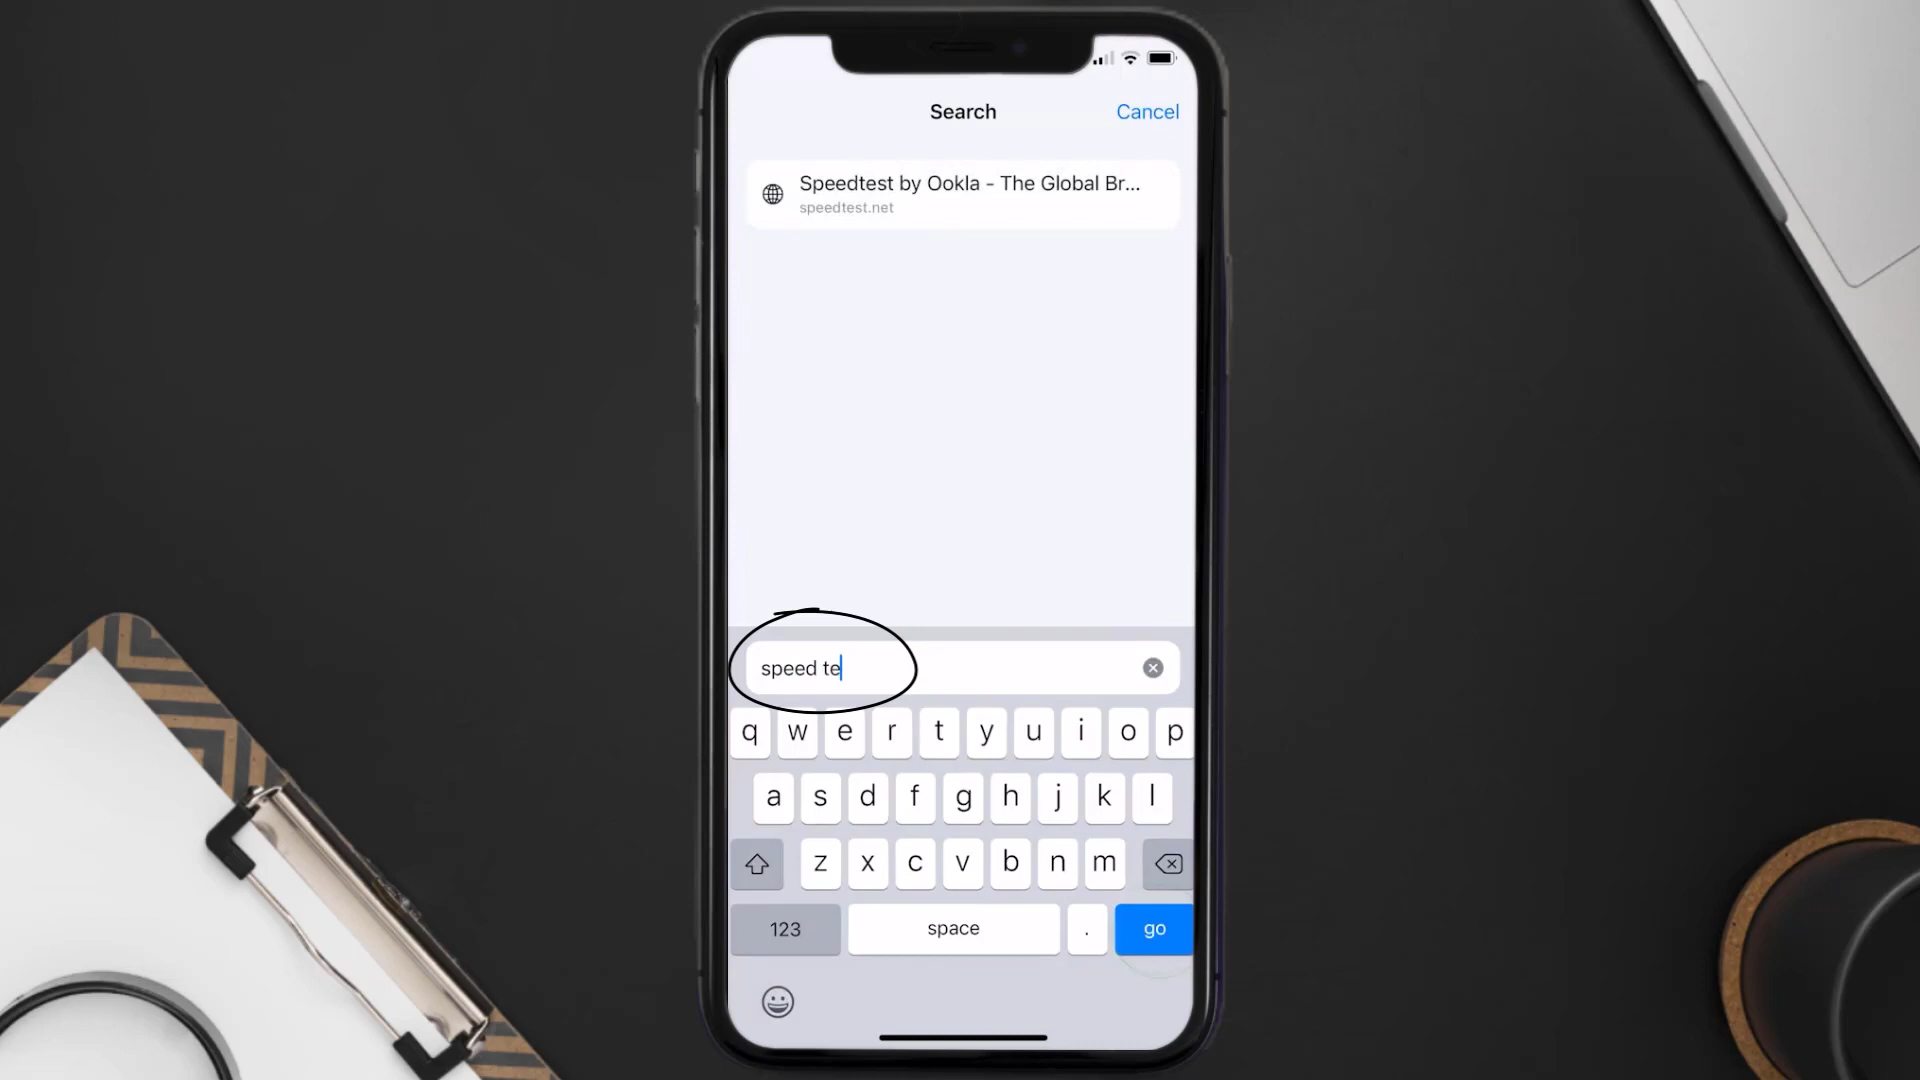 Search
Cancel
Speedtest by Ookla - The Global Br...
speedtest.net
speed te
q w e r t y u i o p
a s d f g h j k l
z x c v b n m
123 space . go